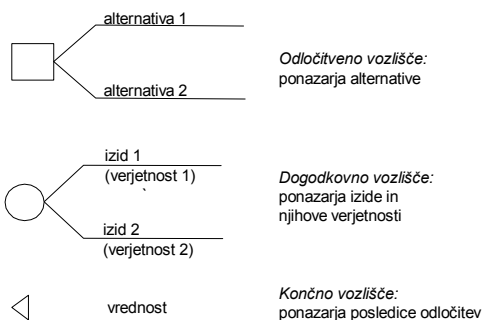 alternativa 1
alternativa 2
Odločitveno vozlišče:
ponazarja alternative
izid 1
(verjetnost 1)
izid 2
(verjetnost 2)
Dogodkovno vozlišče:
ponazarja izide in
njihove verjetnosti
vrednost
Končno vozlišče:
ponazarja posledice odločitev